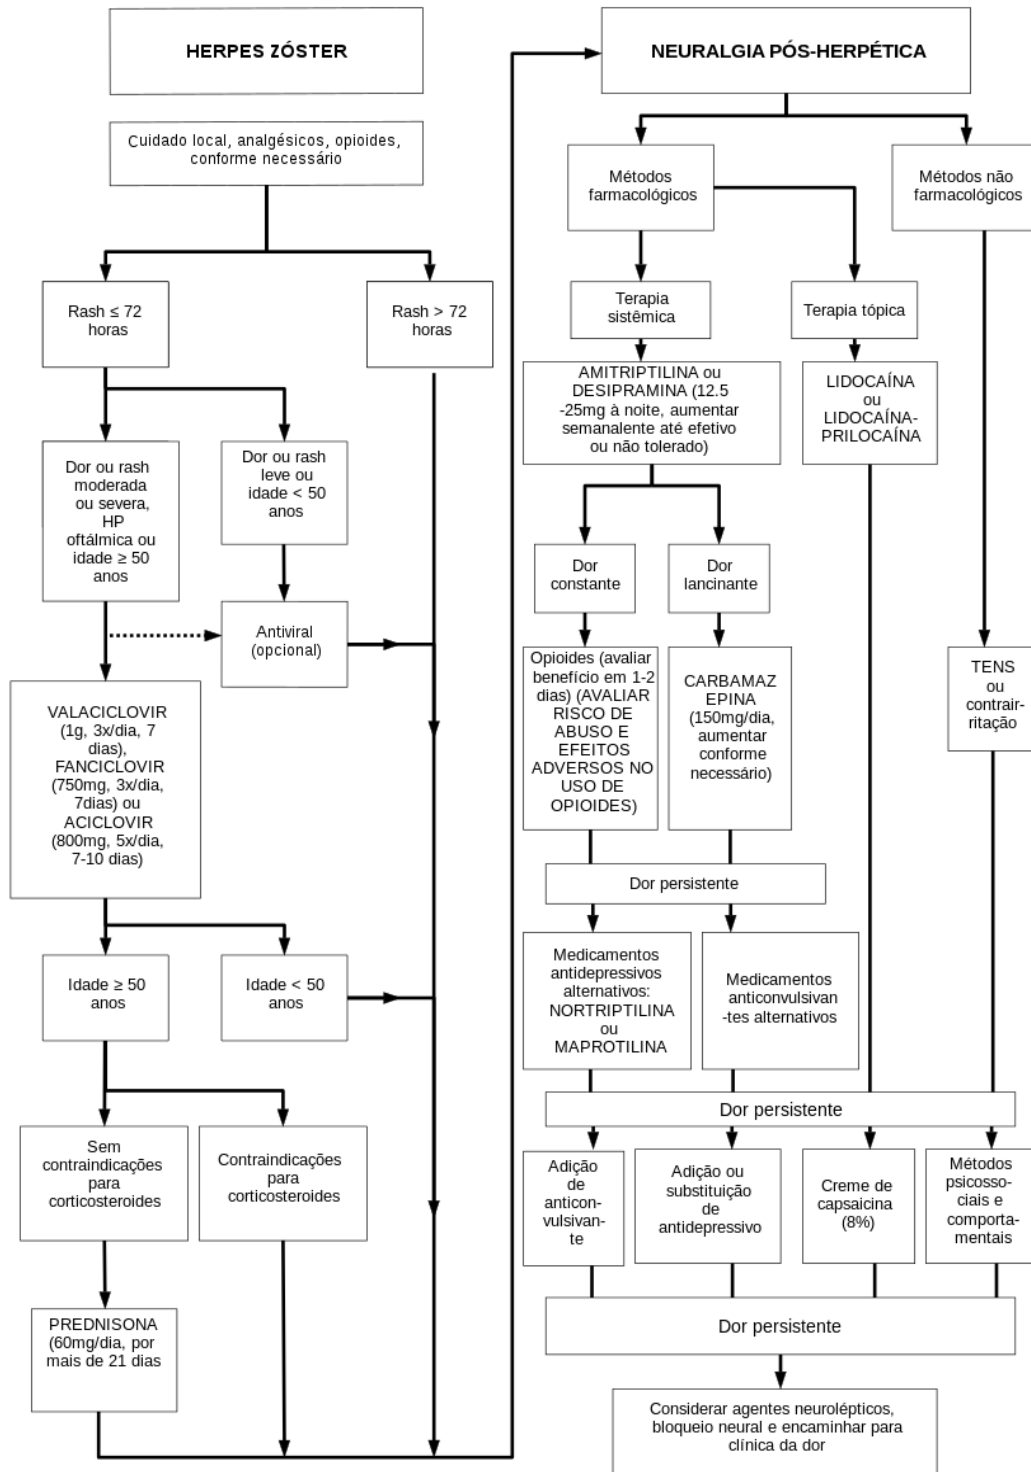 HERPES ZÓSTER
Cuidado local, analgésicos, opioides,
conforme necessário
Rash ≤ 72
horas
Rash > 72
horas
Dor ou rash
moderada
ou severa,
HP
oftálmica ou
idade ≥ 50
anos
Dor ou rash
leve ou
idade < 50
anos
Antiviral
(opcional)
VALACICLOVIR
(1g, 3x/dia, 7
dias),
FANCICLOVIR
(750mg, 3x/dia,
7dias) ou
ACICLOVIR
(800mg, 5x/dia,
7-10 dias)
Idade ≥ 50
anos
Idade < 50
anos
Sem
contraindicações
para
corticosteroides
Contraindicações
para
corticosteroides
PREDNISONA
(60mg/dia, por
mais de 21 dias
NEURALGIA PÓS-HERPÉTICA
Métodos
farmacológicos
Métodos não
farmacológicos
Terapia
sistêmica
Terapia tópica
AMITRIPTILINA ou
DESIPRAMINA (12.5
-25mg à noite, aumentar
semanalente até efetivo
ou não tolerado)
LIDOCAÍNA
ou
LIDOCAÍNA-
PRILOCAÍNA
Dor
constante
Dor
lancinante
Opioides (avaliar
benefício em 1-2
dias) (AVALIAR
RISCO DE
ABUSO E
EFEITOS
ADVERSOS NO
USO DE
OPIOIDES)
CARBAMAZ
EPINA
(150mg/dia,
aumentar
conforme
necessário)
TENS
ou
contrair-
ritação
Dor persistente
Medicamentos
antidepressivos
alternativos:
NORTRIPTILINA
ou
MAPROTILINA
Medicamentos
anticonvulsivan
-tes alternativos
Dor persistente
Adição
de
anticon-
vulsivan-
te
Adição ou
substituição
de
antidepressivo
Creme de
capsaicina
(8%)
Métodos
psicosso-
ciais e
comporta-
mentais
Dor persistente
Considerar agentes neurolépticos,
bloqueio neural e encaminhar para
clínica da dor